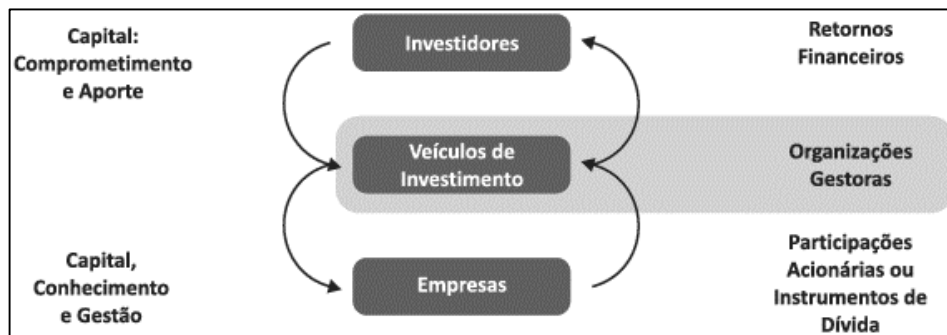 Capital:
Comprometimento
e Aporte
Investidores
Retornos
Financeiros
Veículos de
Investimento
Organizações
Gestoras
Capital,
Conhecimento
e Gestão
Empresas
Participações
Acionárias ou
Instrumentos de
Dívida